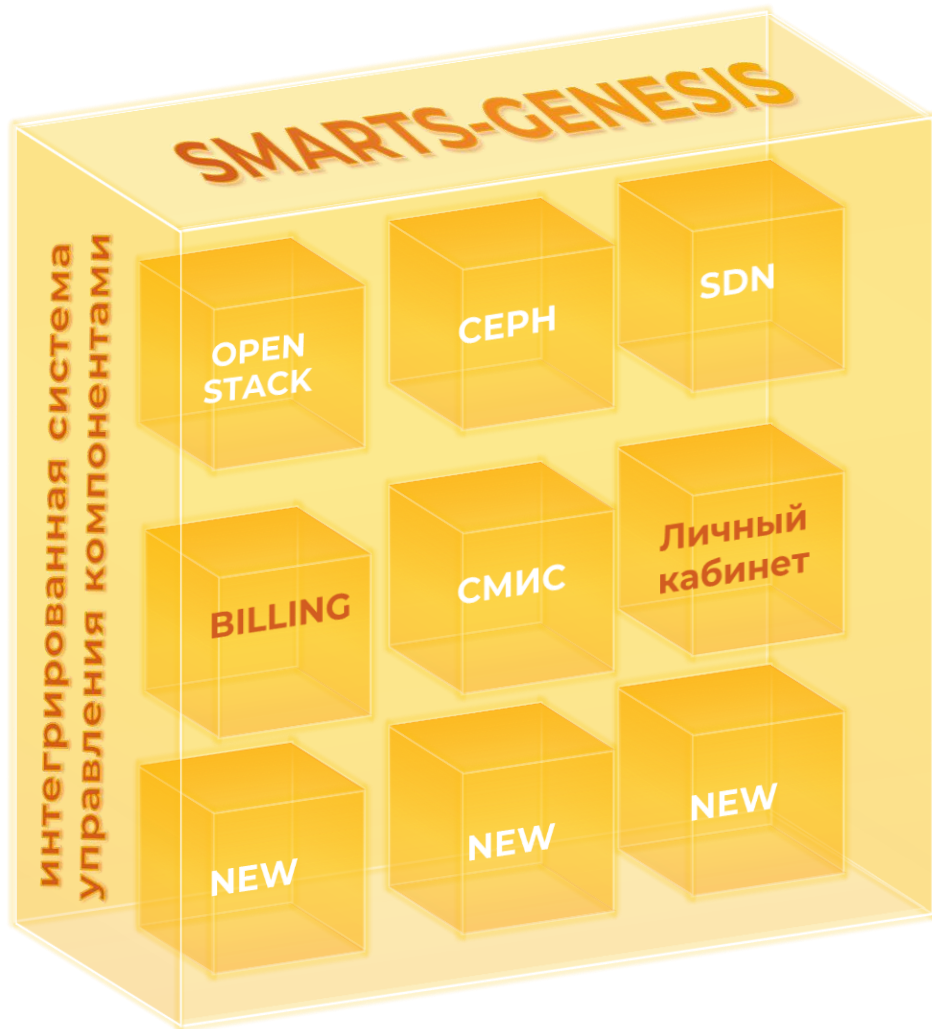 SMARTS-GENESIS
интегрированная система
управления компонентами
OPEN
STACK
CEPH
SDN
BILLING
СМИС
Личный
кабинет
NEW
NEW
NEW